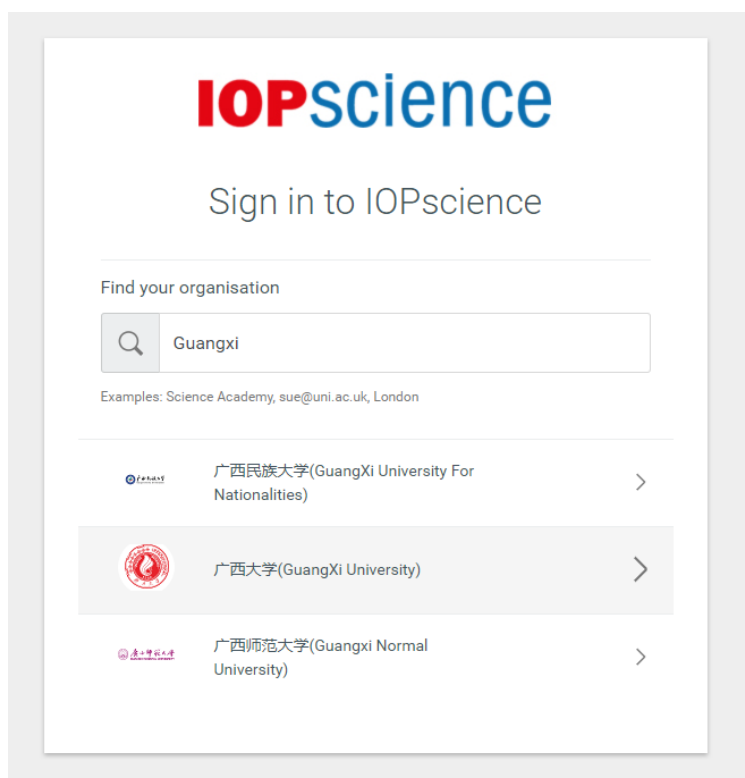 IOPscience
Sign in to IOPscience
Find your organisation
Guangxi
Examples: Science Academy, sue@uni.ac.uk, London
广西民族大学(GuangXi University For
Nationalities)
广西大学(GuangXi University)
广西师范大学(Guangxi Normal
University)